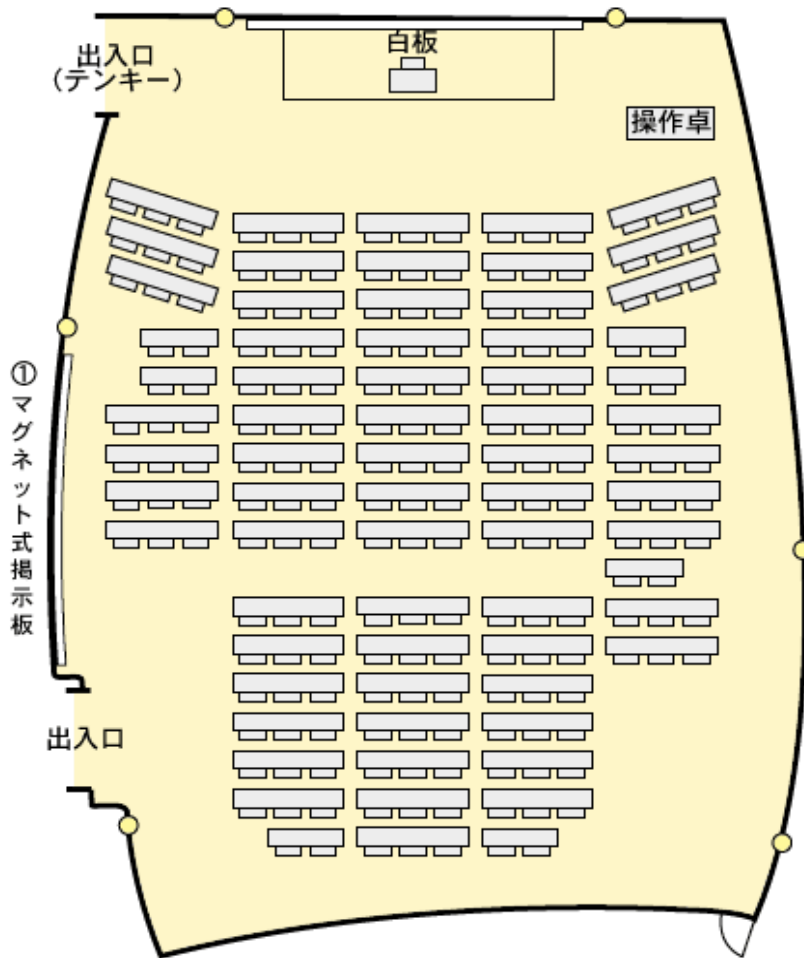 出入口
（テンキー）
白板
操作卓
①マグネット式掲示板
出入口